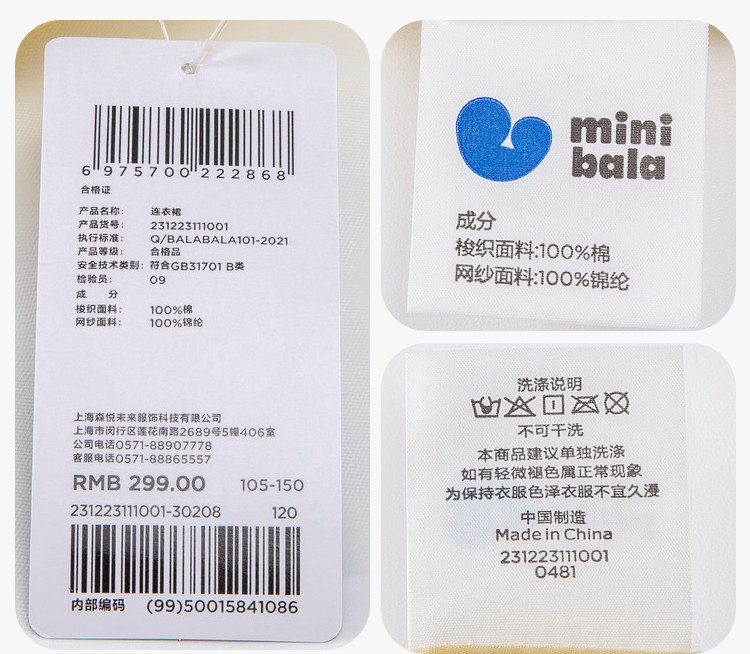 6 975700 222868
合格证
产品名称: 连衣裙
产品货号: 231223111001
执行标准: Q/BALABALA101-2021
产品等级: 合格品
安全技术类别: 符合GB31701 B类
检验员: 09
成 分
梭织面料: 100%棉
网纱面料: 100%锦纶
上海森悦未来服饰科技有限公司
上海市闵行区莲花南路2689号5幢406室
公司电话0571-88907778
客服电话0571-88865557
RMB 299.00 105-150
231223111001-30208 120
内部编码 (99)50015841086
mini
bala
成分
梭织面料:100%棉
网纱面料:100%锦纶
洗涤说明
不可干洗
本商品建议单独洗涤
如有轻微褪色属正常现象
为保持衣服色泽衣服不宜久浸
中国制造
Made in China
231223111001
0481